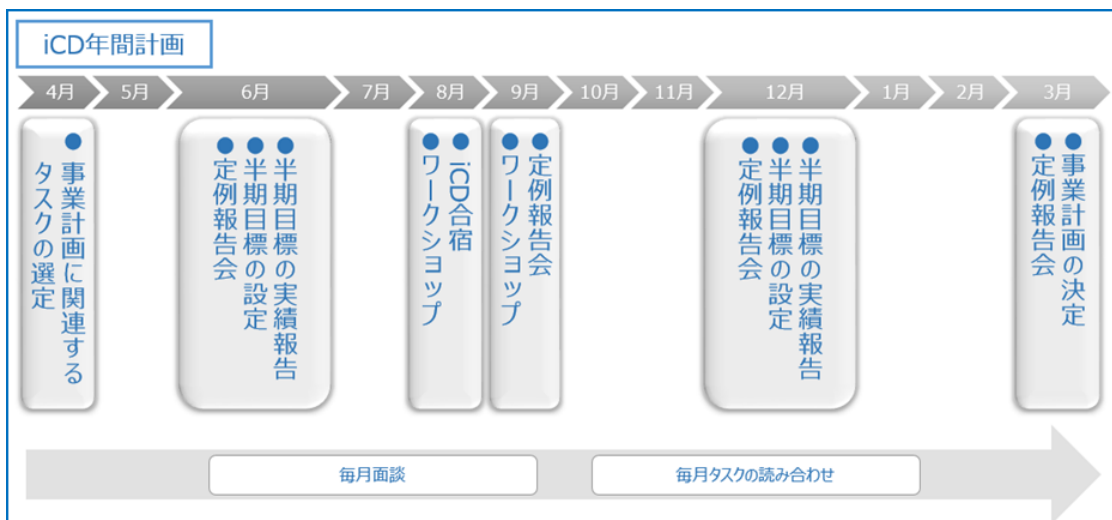 iCD年間計画
4月
5月
6月
7月
8月
9月
10月
11月
12月
1月
2月
3月
●事業計画に関連する
タスクの選定
●半期目標の実績報告
●半期目標の設定
●定例報告会
●iCD合宿
●ワークショップ
●定例報告会
●ワークショップ
●半期目標の実績報告
●半期目標の設定
●定例報告会
●事業計画の決定
●定例報告会
毎月面談
毎月タスクの読み合わせ